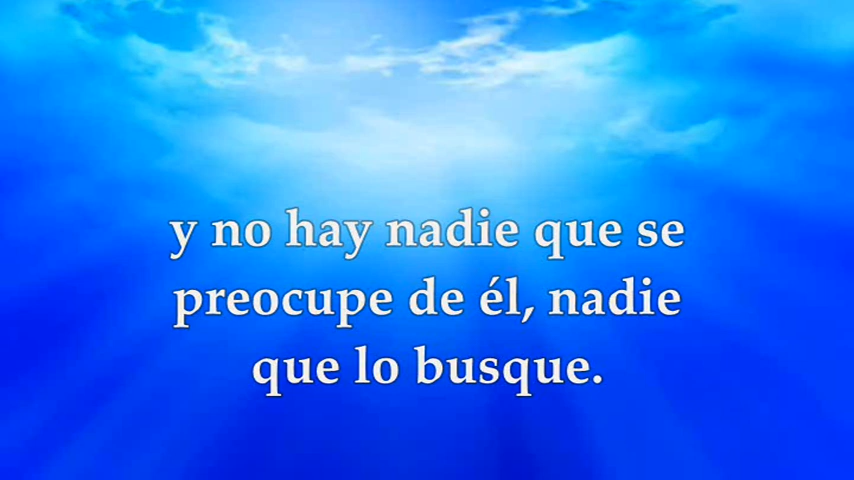 y no hay nadie que se
preocupe de él, nadie
que lo busque.